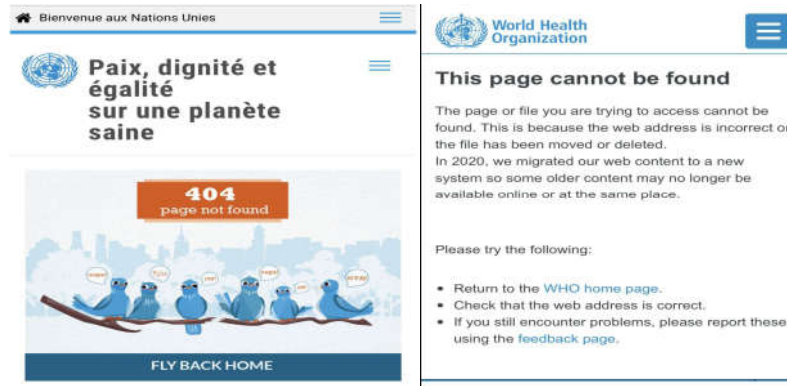 Bienvenue aux Nations Unies
Paix, dignité et
égalité
sur une planète
saine
404
page not found
FLY BACK HOME
World Health
Organization
This page cannot be found
The page or file you are trying to access cannot be
found. This is because the web address is incorrect or
the file has been moved or deleted.
In 2020, we migrated our web content to a new
system so some older content may no longer be
available online or at the same place.
Please try the following:
• Return to the WHO home page.
• Check that the web address is correct.
• If you still encounter problems, please report these
using the feedback page.